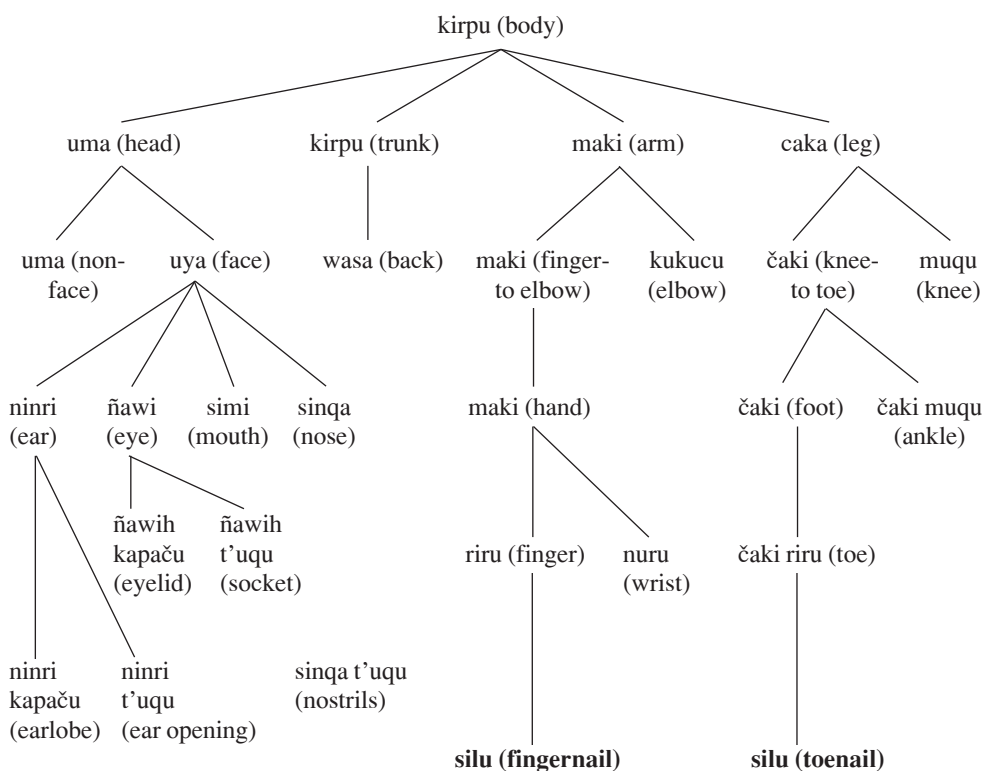 kirpu (body)
uma (head) kirpu (trunk) maki (arm) caka (leg)
uma (non- uya (face) wasa (back) maki (finger- kukucu čaki (knee- muqu
face) to elbow) (elbow) to toe) (knee)
ninri ñawi simi sinqa maki (hand) čaki (foot) čaki muqu
(ear) (eye) (mouth) (nose) (ankle)
ñawih ñawih
kapaču t’uqu riru (finger) nuru čaki riru (toe)
(eyelid) (socket) (wrist)
ninri ninri sinqa t’uqu
kapaču t’uqu (nostrils)
(earlobe) (ear opening)
silu (fingernail) silu (toenail)